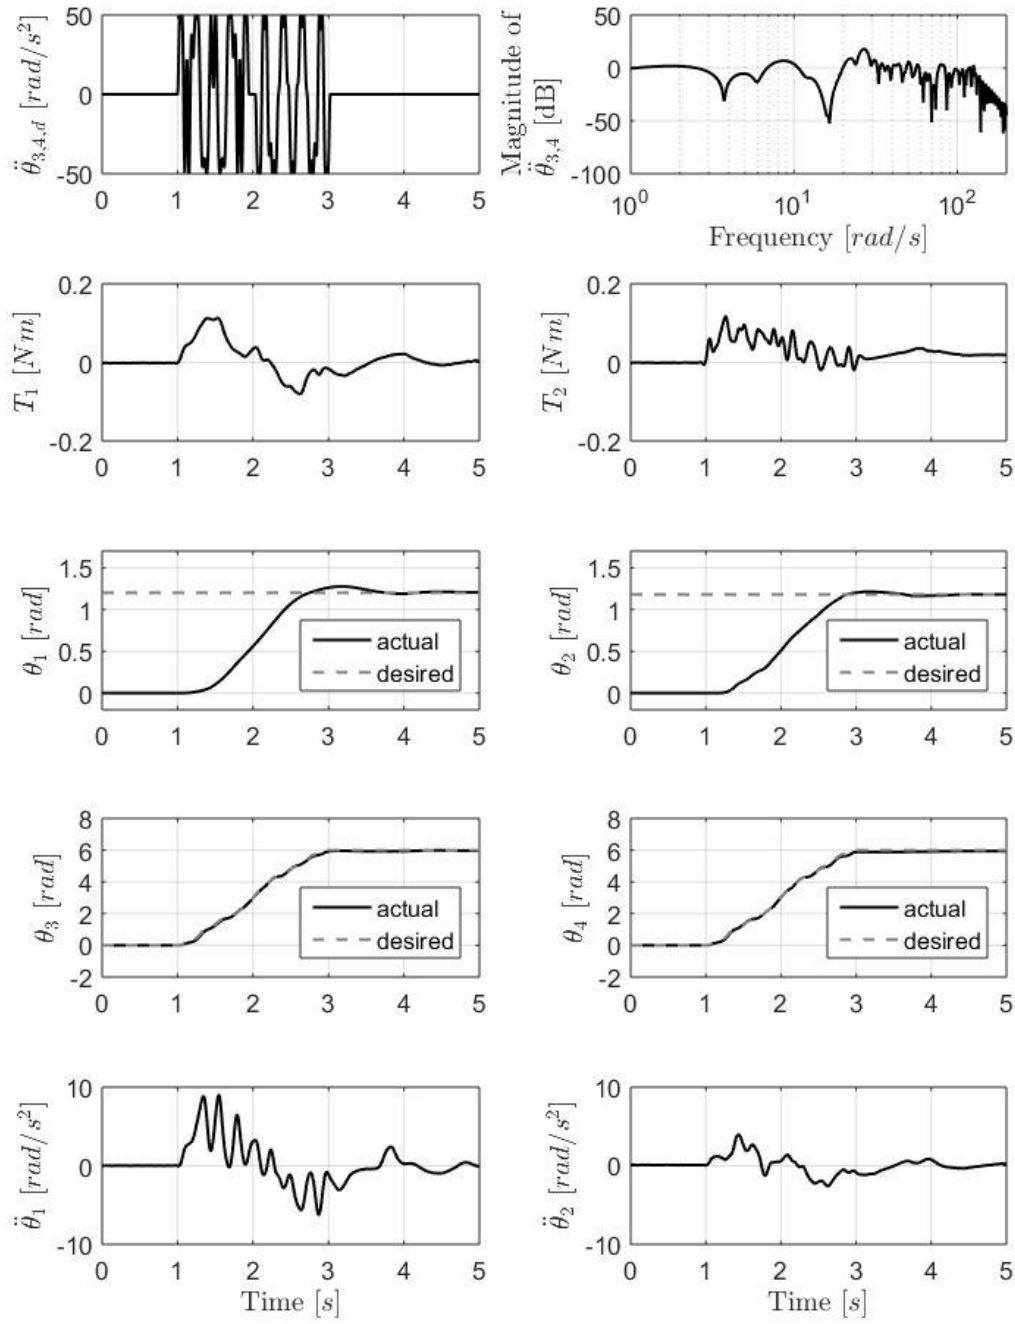 θ̈3,4,d [rad/s²]
50
0
-50
0 1 2 3 4 5
Magnitude of
θ̈3,4 [dB]
50
0
-50
-100
10⁰ 10¹ 10²
Frequency [rad/s]
T1 [Nm]
0.2
0
-0.2
0 1 2 3 4 5
T2 [Nm]
0.2
0
-0.2
0 1 2 3 4 5
θ1 [rad]
1.5
1
0.5
0
actual
desired
0 1 2 3 4 5
θ2 [rad]
1.5
1
0.5
0
actual
desired
0 1 2 3 4 5
θ3 [rad]
8
6
4
2
0
-2
actual
desired
0 1 2 3 4 5
θ4 [rad]
8
6
4
2
0
-2
actual
desired
0 1 2 3 4 5
θ̈1 [rad/s²]
10
0
-10
0 1 2 3 4 5
Time [s]
θ̈2 [rad/s²]
10
0
-10
0 1 2 3 4 5
Time [s]